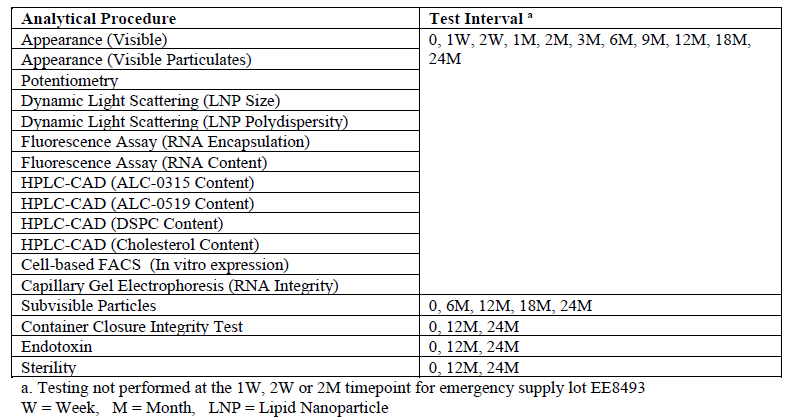 Analytical Procedure Test Interval a
Appearance (Visible) 0, 1W, 2W, 1M, 2M, 3M, 6M, 9M, 12M, 18M,
Appearance (Visible Particulates) 24M
Potentiometry
Dynamic Light Scattering (LNP Size)
Dynamic Light Scattering (LNP Polydispersity)
Fluorescence Assay (RNA Encapsulation)
Fluorescence Assay (RNA Content)
HPLC-CAD (ALC-0315 Content)
HPLC-CAD (ALC-0519 Content)
HPLC-CAD (DSPC Content)
HPLC-CAD (Cholesterol Content)
Cell-based FACS (In vitro expression)
Capillary Gel Electrophoresis (RNA Integrity)
Subvisible Particles 0, 6M, 12M, 18M, 24M
Container Closure Integrity Test 0, 12M, 24M
Endotoxin 0, 12M, 24M
Sterility 0, 12M, 24M
a. Testing not performed at the 1W, 2W or 2M timepoint for emergency supply lot EE8493
W = Week, M = Month, LNP = Lipid Nanoparticle